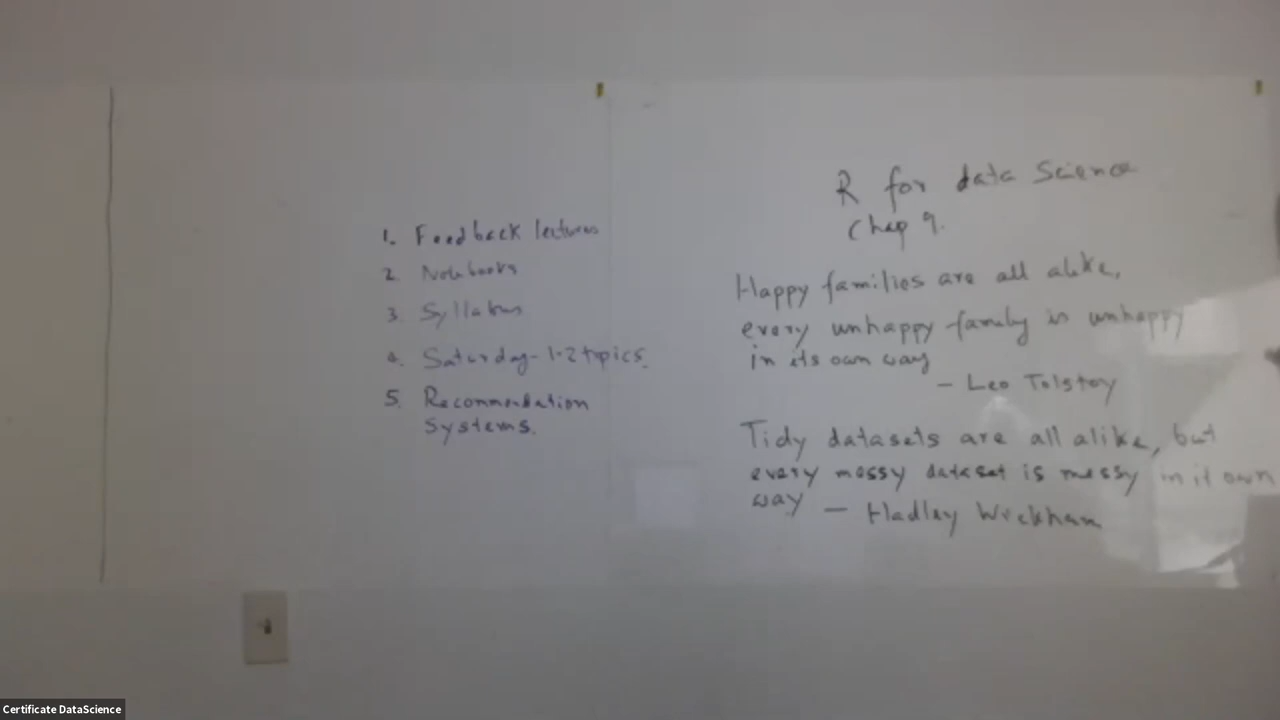 1. Feedback lectures
2. Notebooks
3. Syllabus
4. Saturday - 1-2 topics.
5. Recommendation
Systems.
R for data Science
Chap 9.
Happy families are all alike,
every unhappy family is unhappy
in its own way
- Leo Tolstoy
Tidy datasets are all alike, but
every messy dataset is messy in it own
way - Hadley Wickham
Certificate DataScience